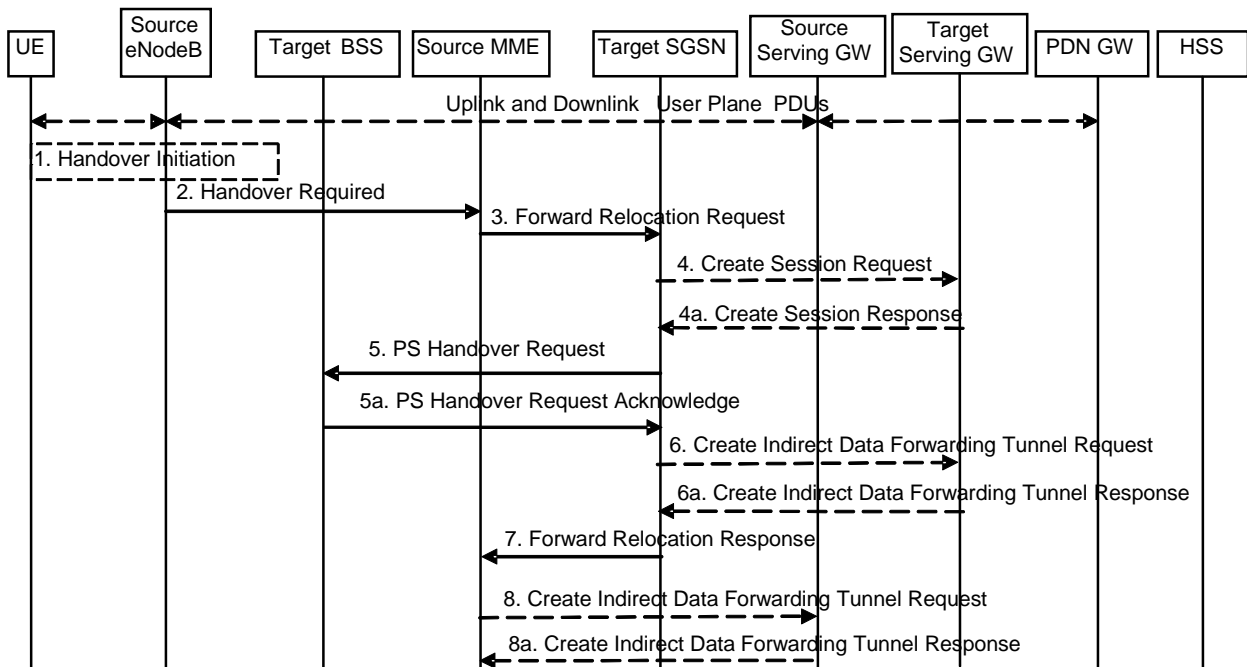 UE
Source
eNodeB
Target BSS
Source MME
Target SGSN
Source
Serving GW
Target
Serving GW
PDN GW
HSS
Uplink and Downlink User Plane PDUs
1. Handover Initiation
2. Handover Required
3. Forward Relocation Request
4. Create Session Request
4a. Create Session Response
5. PS Handover Request
5a. PS Handover Request Acknowledge
6. Create Indirect Data Forwarding Tunnel Request
6a. Create Indirect Data Forwarding Tunnel Response
7. Forward Relocation Response
8. Create Indirect Data Forwarding Tunnel Request
8a. Create Indirect Data Forwarding Tunnel Response